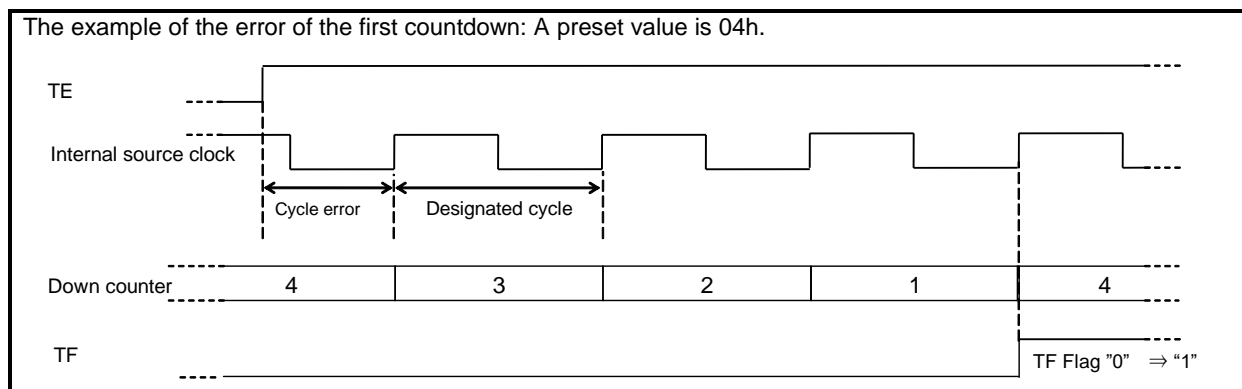 The example of the error of the first countdown: A preset value is 04h.
TE
Internal source clock
Cycle error
Designated cycle
Down counter 4 3 2 1 4
TF
TF Flag "0" ⇒ “1”